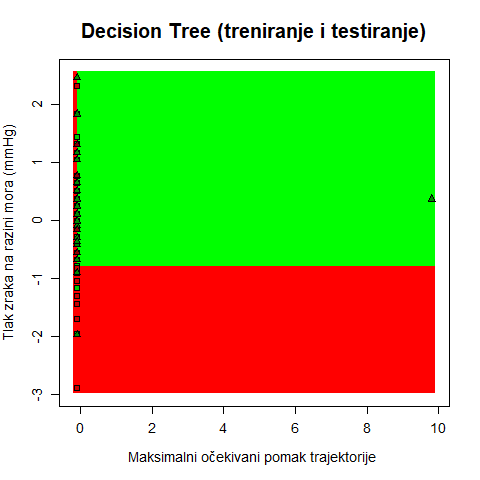 Decision Tree (treniranje i testiranje)
Tlak zraka na razini mora (mmHg)
2
1
0
-1
-2
-3
0 2 4 6 8 10
Maksimalni očekivani pomak trajektorije